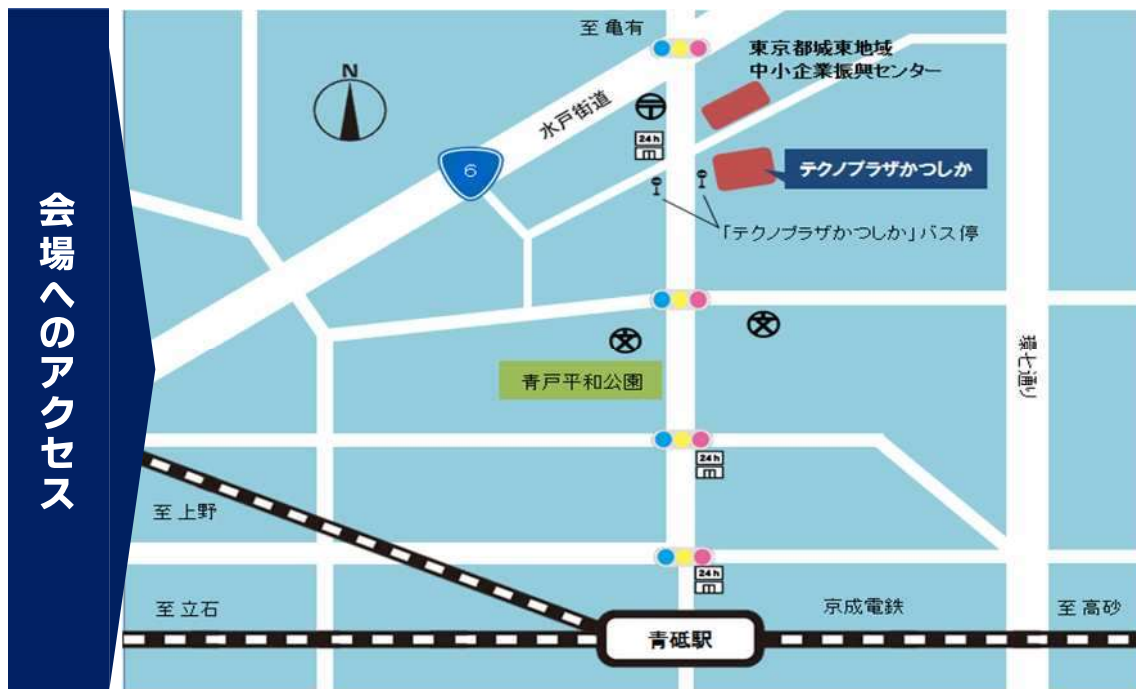 会場へのアクセス
至 亀有
東京都城東地域
中小企業振興センター
N
水戸街道
24h
6
テクノプラザかつしか
「テクノプラザかつしか」バス停
環七通り
青戸平和公園
24h
至 上野
24h
至 立石
京成電鉄
至 高砂
青砥駅